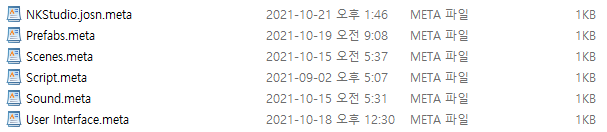 NKStudio.josn.meta 2021-10-21 오후 1:46 META 파일 1KB
Prefabs.meta 2021-10-19 오전 9:08 META 파일 1KB
Scenes.meta 2021-10-15 오전 5:37 META 파일 1KB
Script.meta 2021-09-02 오후 5:07 META 파일 1KB
Sound.meta 2021-10-15 오전 5:31 META 파일 1KB
User Interface.meta 2021-10-18 오후 12:30 META 파일 1KB